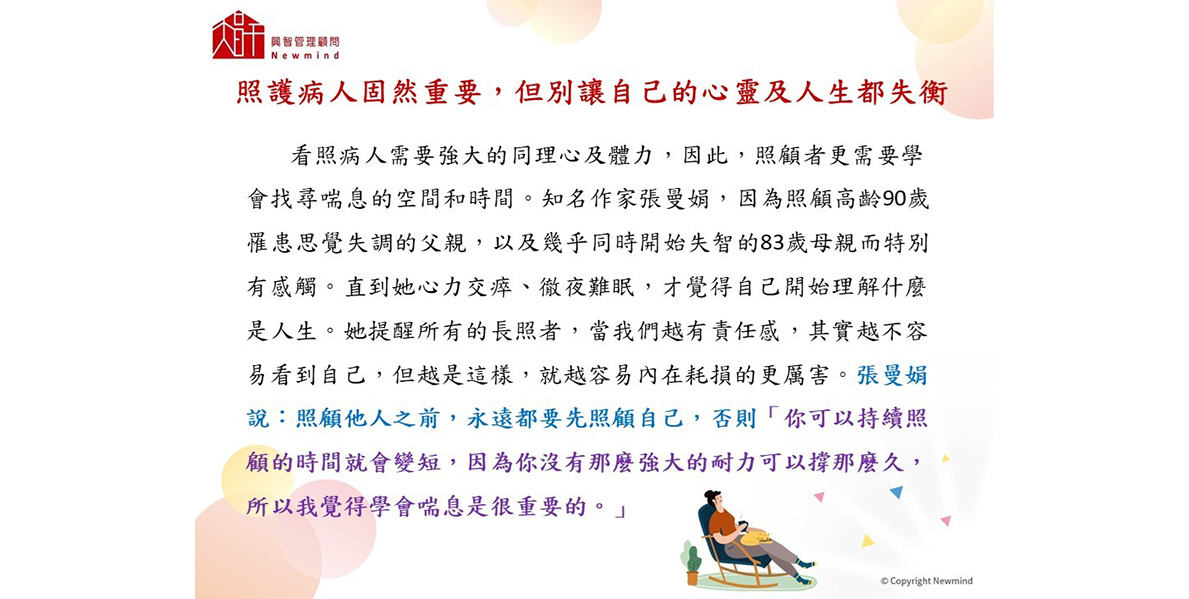 興智管理顧問
Newmind
照護病人固然重要，但別讓自己的心靈及人生都失衡
看照病人需要強大的同理心及體力，因此，照顧者更需要學
會找尋喘息的空間和時間。知名作家張曼娟，因為照顧高齡90歲
罹患思覺失調的父親，以及幾乎同時開始失智的83歲母親而特別
有感觸。直到她心力交瘁、徹夜難眠，才覺得自己開始理解什麼
是人生。她提醒所有的長照者，當我們越有責任感，其實越不容
易看到自己，但越是這樣，就越容易內在耗損的更厲害。張曼娟
說：照顧他人之前，永遠都要先照顧自己，否則「你可以持續照
顧的時間就會變短，因為你沒有那麼強大的耐力可以撐那麼久，
所以我覺得學會喘息是很重要的。」
© Copyright Newmind